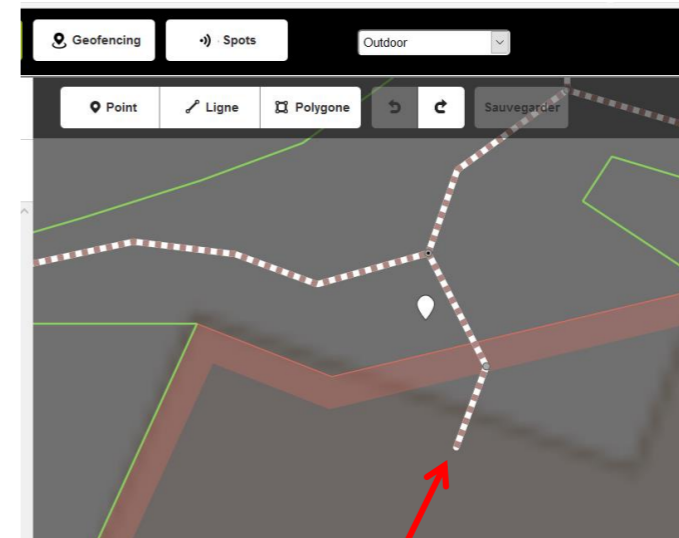 Geofencing
Spots
Outdoor
Point
Ligne
Polygone
Sauvegarder